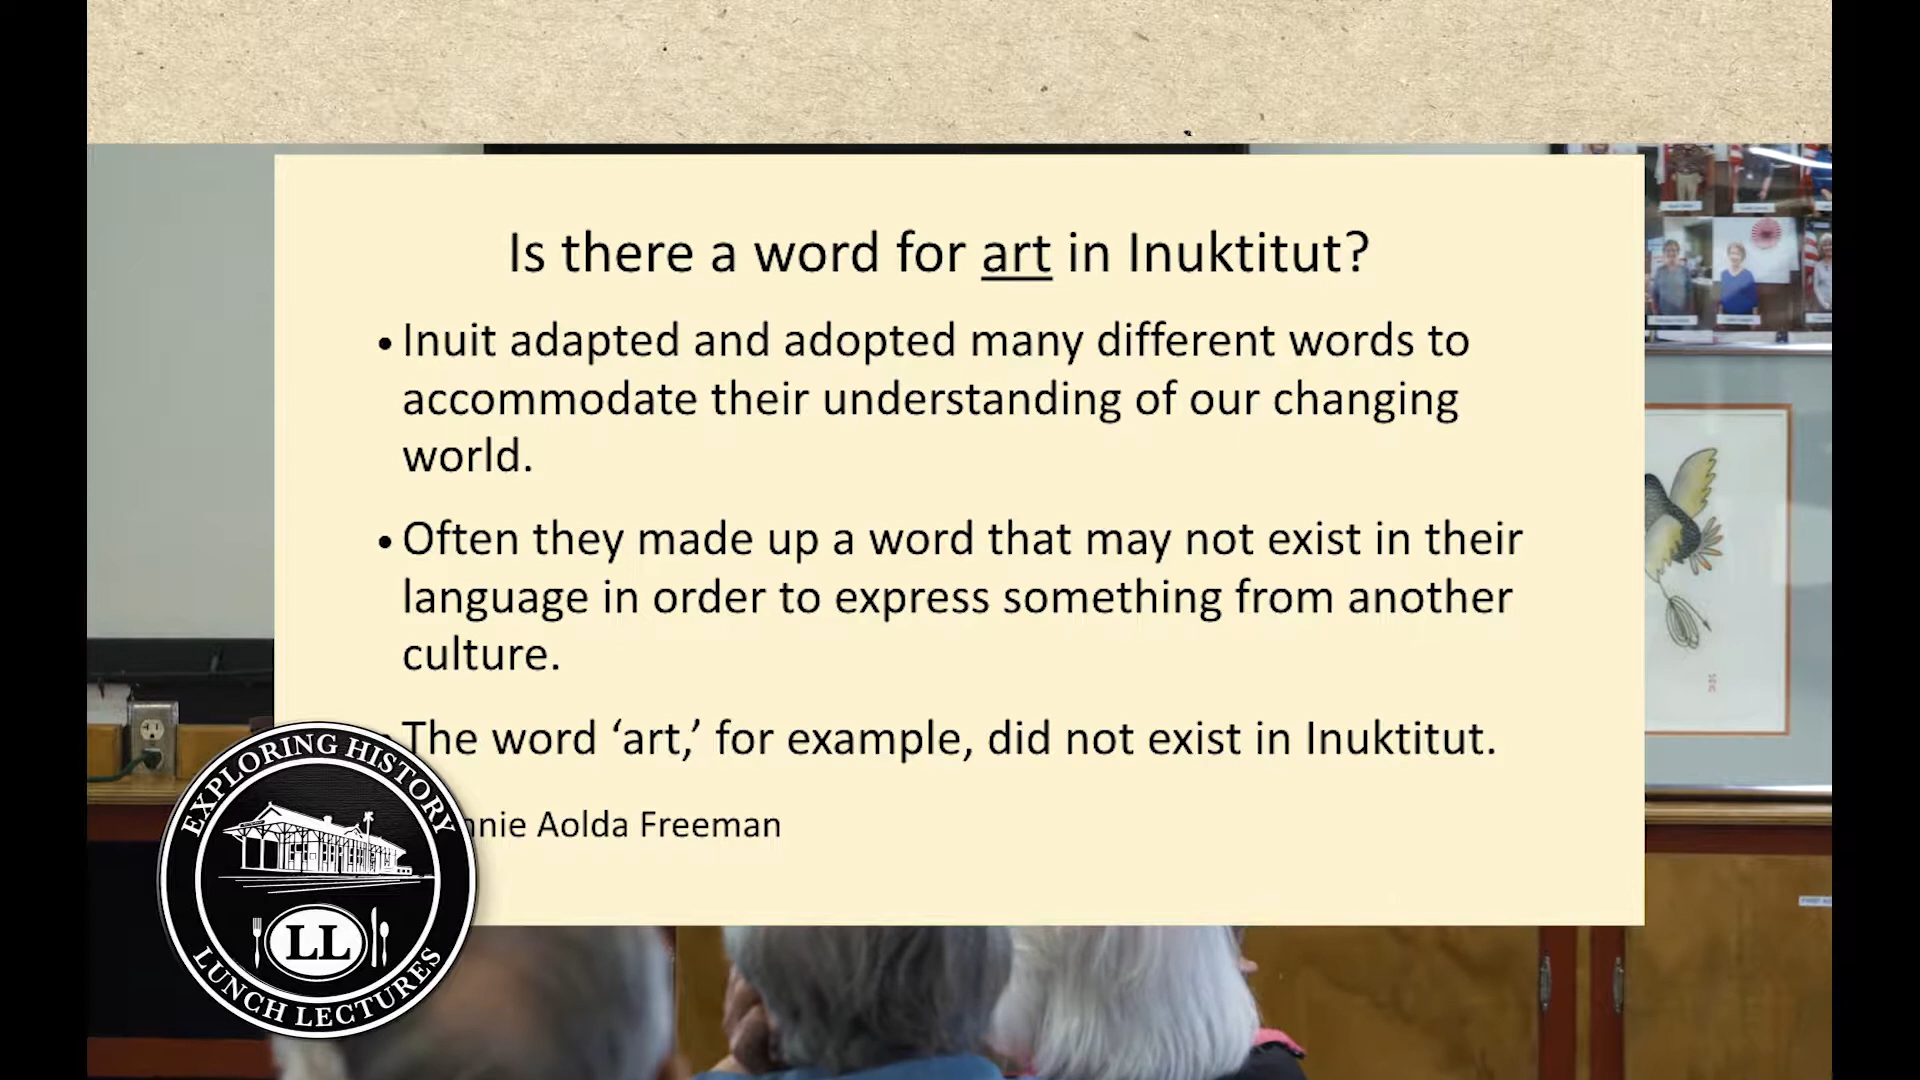 Is there a word for art in Inuktitut?
• Inuit adapted and adopted many different words to
accommodate their understanding of our changing
world.
• Often they made up a word that may not exist in their
language in order to express something from another
culture.
The word ‘art,’ for example, did not exist in Inuktitut.
Aolda Freeman
EXPLORING HISTORY
LL
LUNCH LECTURES